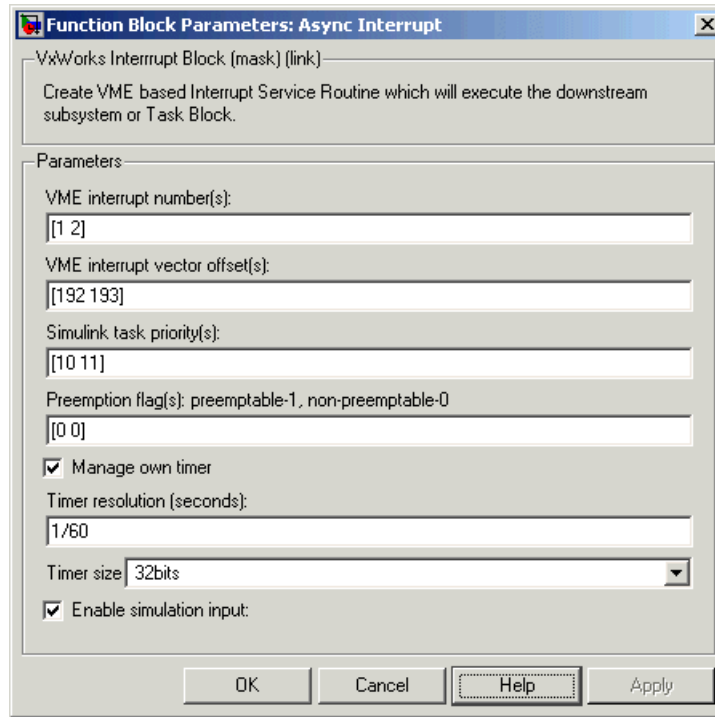 Function Block Parameters: Async Interrupt
VxWorks Interrrupt Block (mask) (link)
Create VME based Interrupt Service Routine which will execute the downstream
subsystem or Task Block.
Parameters
VME interrupt number(s):
[1 2]
VME interrupt vector offset(s):
[192 193]
Simulink task priority(s):
[10 11]
Preemption flag(s): preemptable-1, non-preemptable-0
[0 0]
Manage own timer
Timer resolution (seconds):
1/60
Timer size 32bits
Enable simulation input:
OK Cancel Help Apply